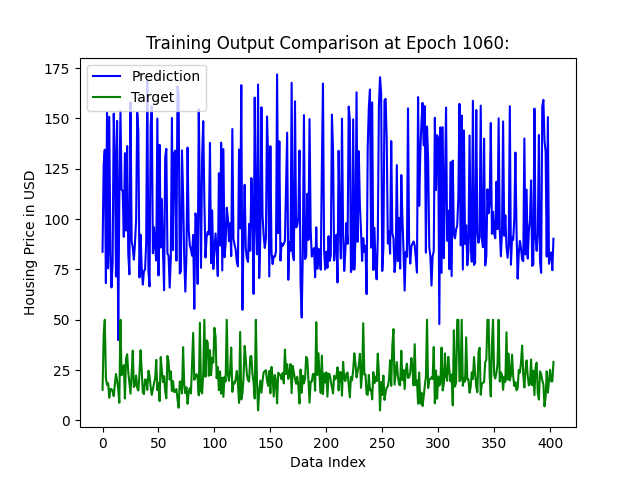 Training Output Comparison at Epoch 1060:
Prediction
Target
Housing Price in USD
175
150
125
100
75
50
25
0
0 50 100 150 200 250 300 350 400
Data Index